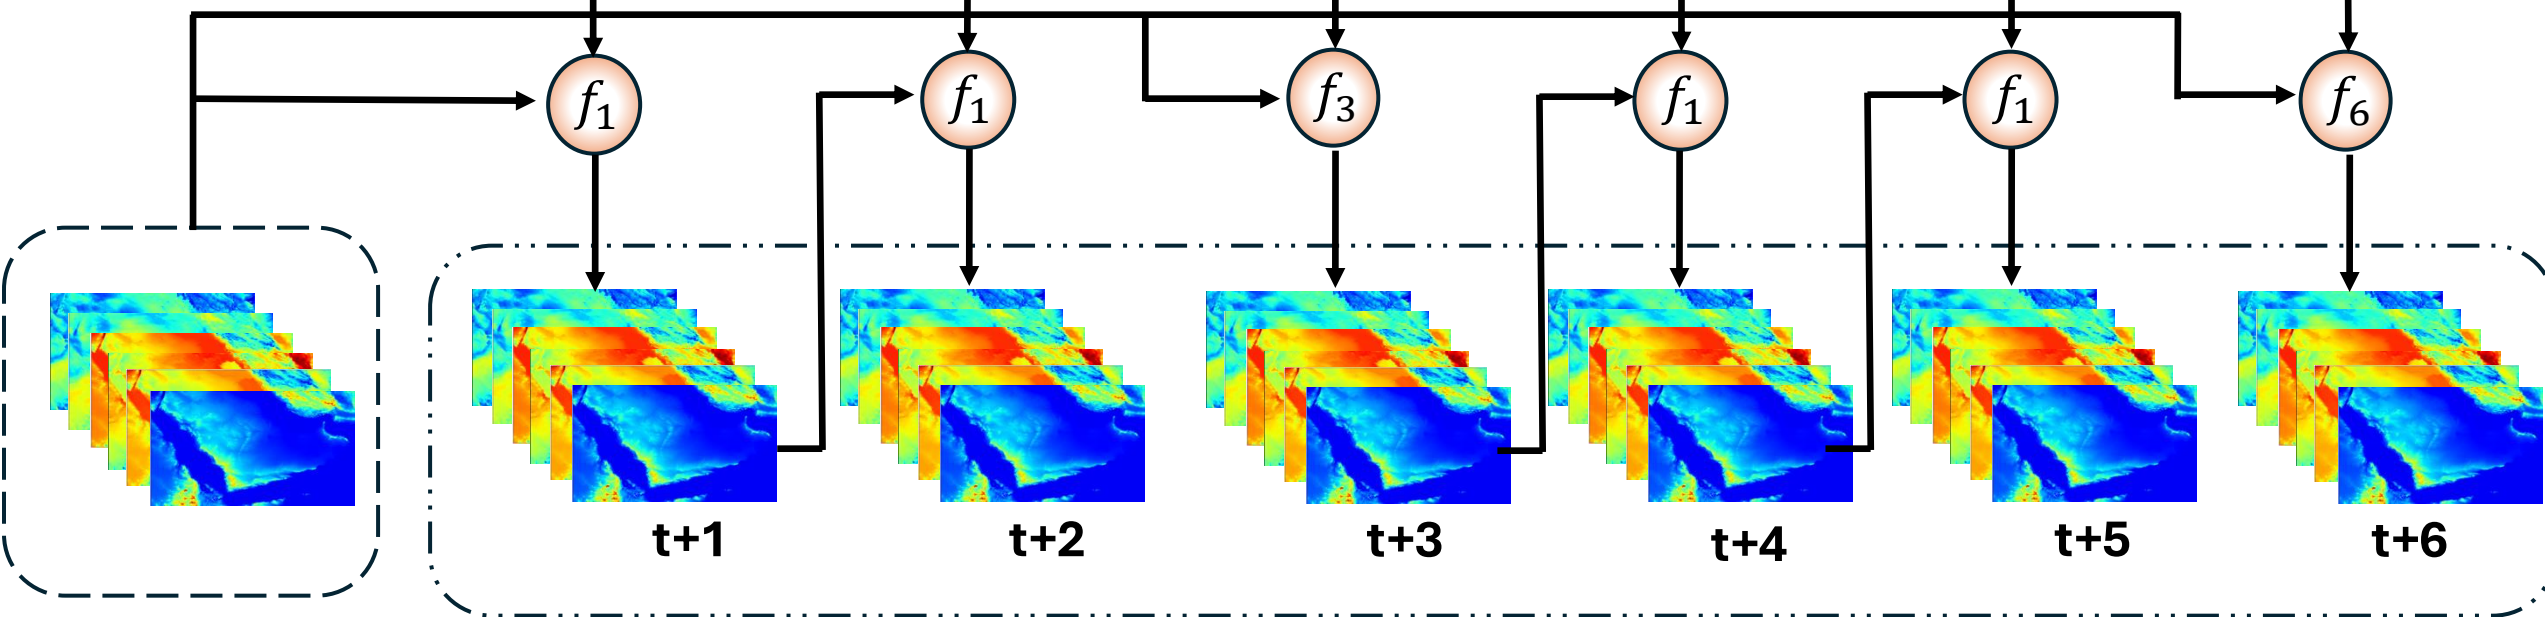 f₁ f₁ f₃ f₁ f₁ f₆
t+1 t+2 t+3 t+4 t+5 t+6